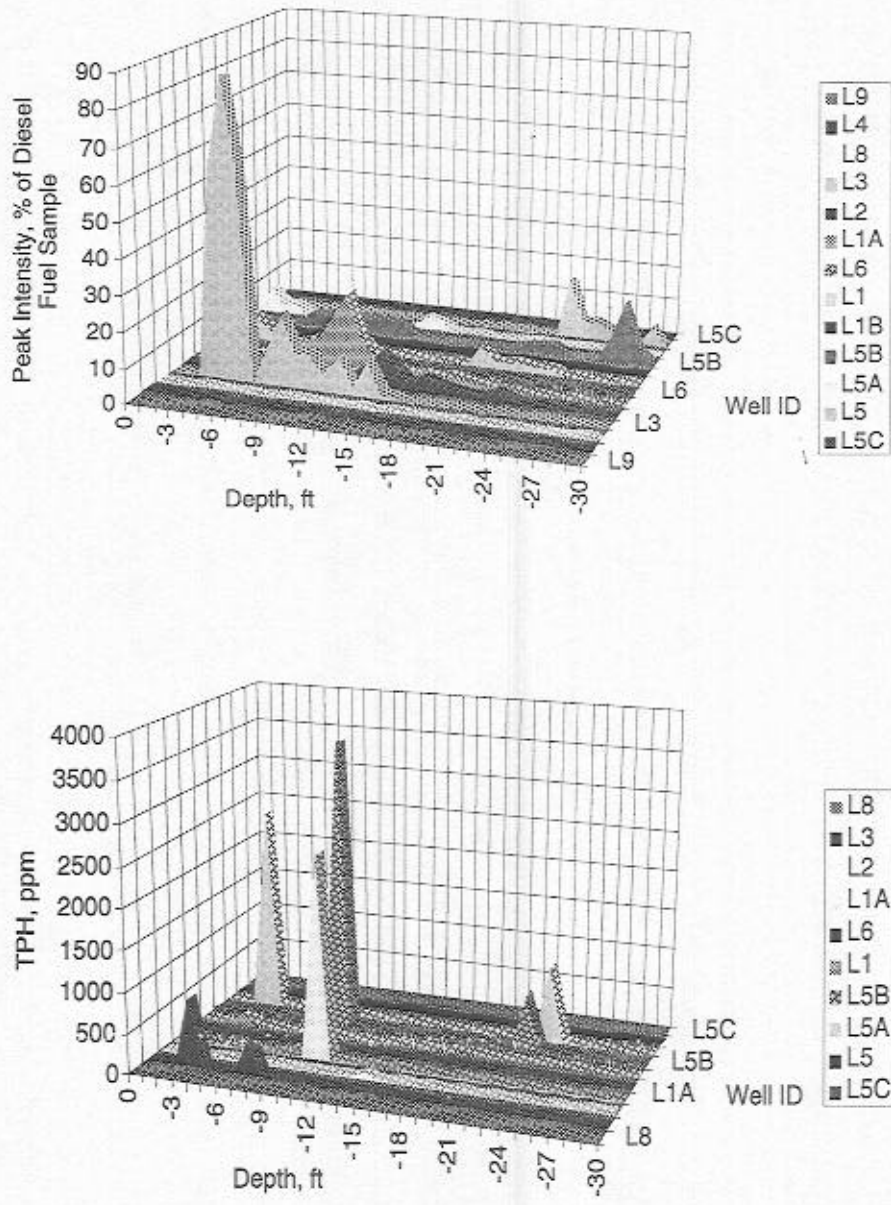 Peak Intensity, % of Diesel
Fuel Sample
90
80
70
60
50
40
30
20
10
0
0
-3
-6
-9
-12
-15
-18
-21
-24
-27
-30
Depth, ft
L5C
L5B
L6
L3
L9
Well ID
L9
L4
L8
L3
L2
L1A
L6
L1
L1B
L5B
L5A
L5
L5C
TPH, ppm
4000
3500
3000
2500
2000
1500
1000
500
0
0
-3
-6
-9
-12
-15
-18
-21
-24
-27
-30
Depth, ft
L5C
L5B
L1A
L8
Well ID
L8
L3
L2
L1A
L6
L1
L5B
L5A
L5
L5C